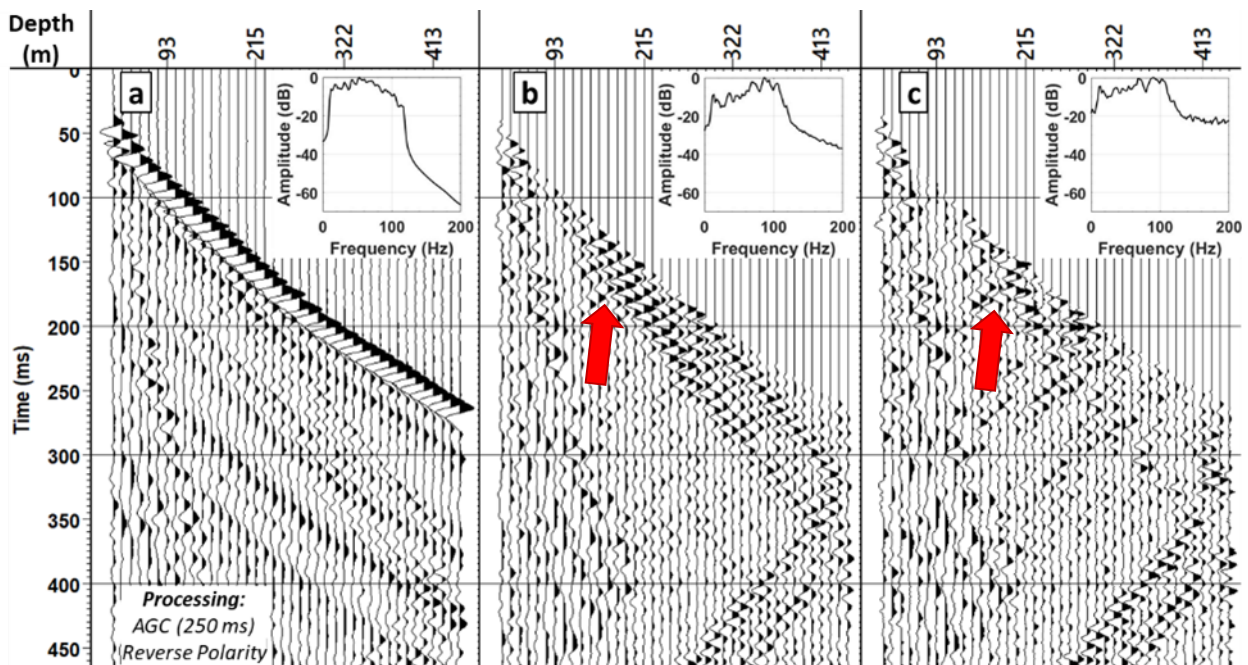 Depth
(m)
93 215 322 413
93 215 322 413
93 215 322 413
a
b
c
0
50
100
150
200
250
300
350
400
450
Time (ms)
Amplitude (dB)
0
-20
-40
-60
0 100 200
Frequency (Hz)
Amplitude (dB)
0
-20
-40
-60
0 100 200
Frequency (Hz)
Amplitude (dB)
0
-20
-40
-60
0 100 200
Frequency (Hz)
Processing:
AGC (250 ms)
Reverse Polarity